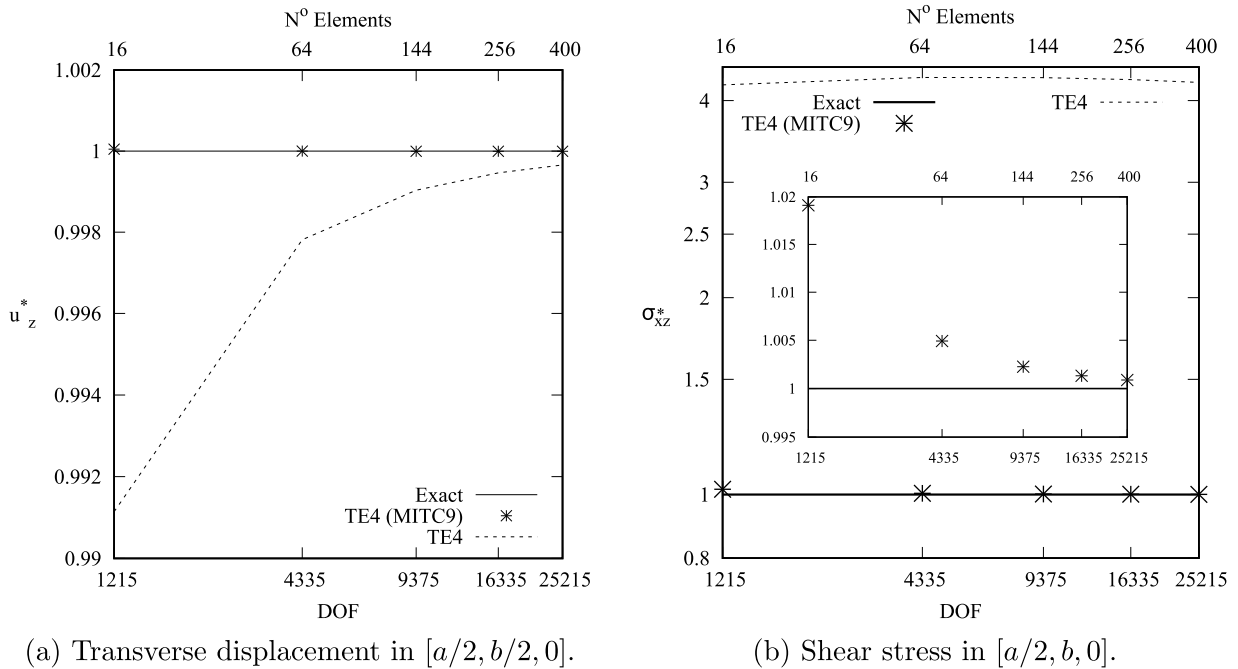 Nº Elements
16 64 144 256 400
1.002
1
0.998
0.996
0.994
0.992
0.99
u*z
Exact
TE4 (MITC9)
TE4
1215 4335 9375 16335 25215
DOF
(a) Transverse displacement in [a/2, b/2, 0].
Nº Elements
16 64 144 256 400
4
3
2.5
2
1.5
1
0.8
σ*xz
Exact
TE4 (MITC9)
TE4
16 64 144 256 400
1.02
1.015
1.01
1.005
1
0.995
1215 4335 9375 16335 25215
1215 4335 9375 16335 25215
DOF
(b) Shear stress in [a/2, b, 0].